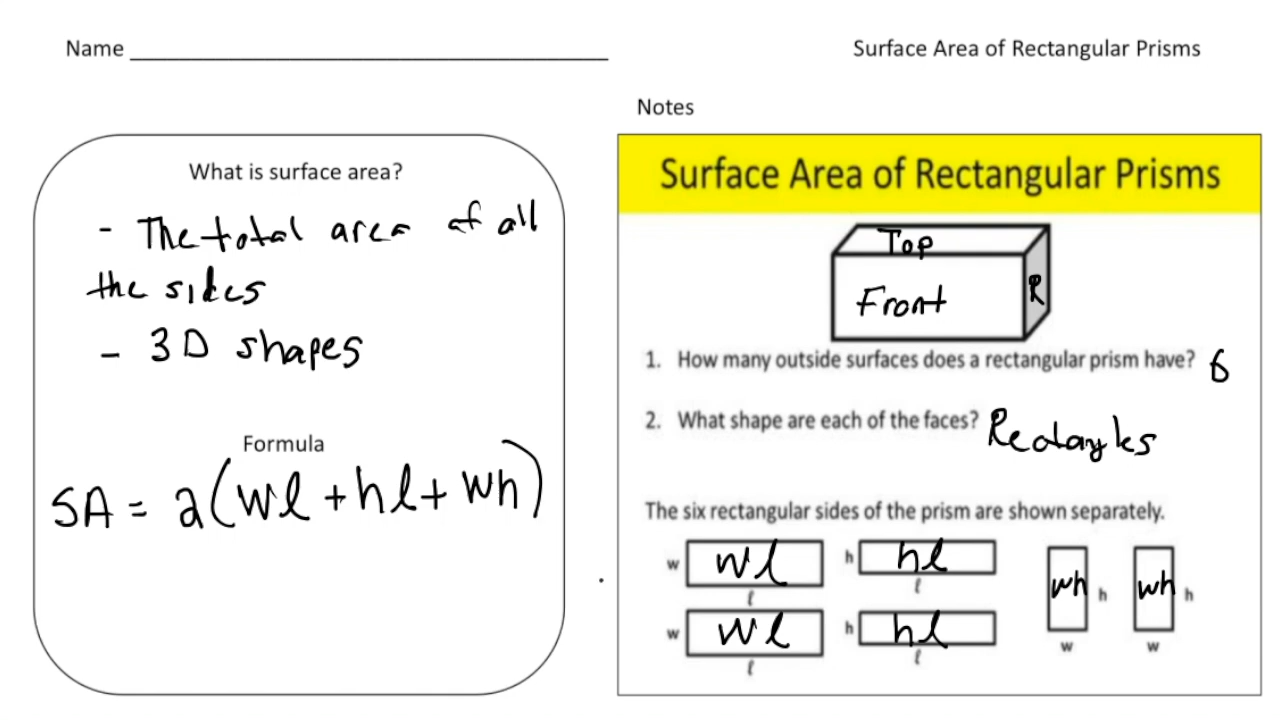 Name
Surface Area of Rectangular Prisms
What is surface area?
- The total area of all
the sides
- 3D shapes
Formula
SA = 2(wl + hl + wh)
Notes
Surface Area of Rectangular Prisms
Top
Front
R
1. How many outside surfaces does a rectangular prism have? 6
2. What shape are each of the faces? Rectangles
The six rectangular sides of the prism are shown separately.
w wl l
h hl l
wh h w
wh h w
w wl l
h hl l